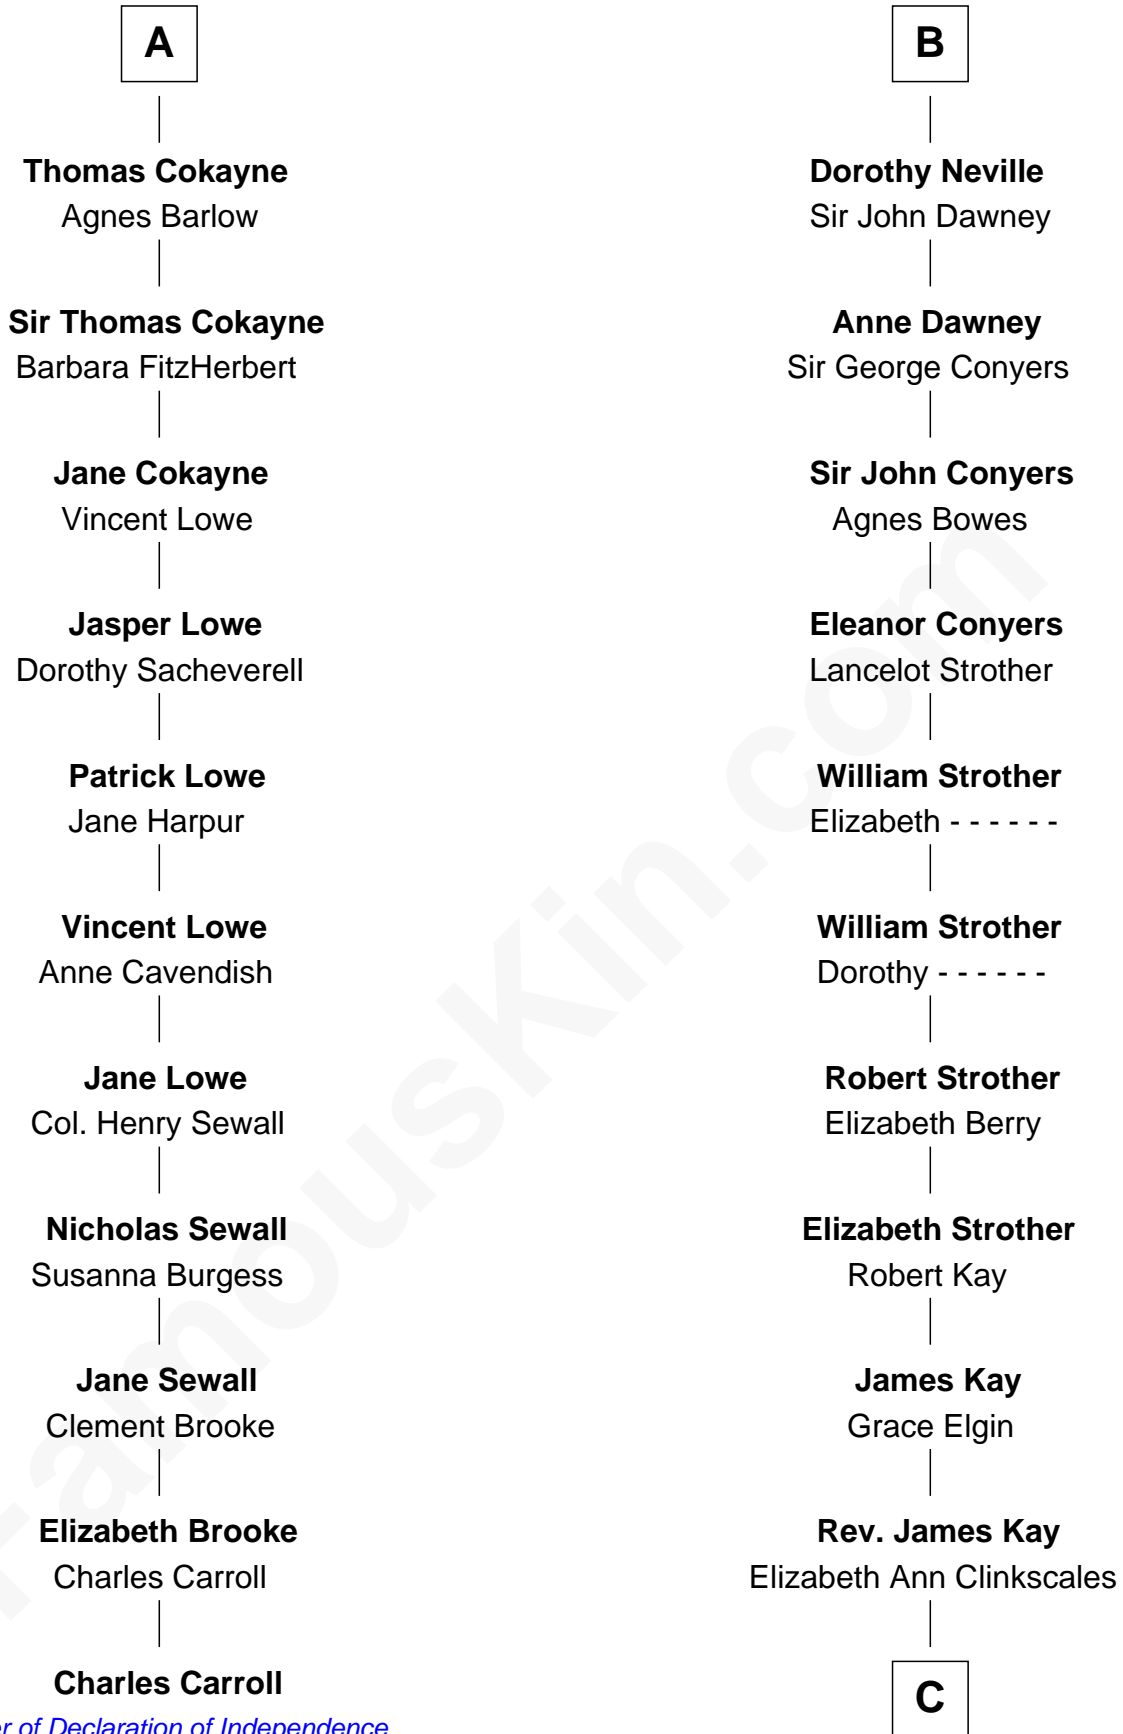 A
Thomas Cokayne
Agnes Barlow
Sir Thomas Cokayne
Barbara FitzHerbert
Jane Cokayne
Vincent Lowe
Jasper Lowe
Dorothy Sacheverell
Patrick Lowe
Jane Harpur
Vincent Lowe
Anne Cavendish
Jane Lowe
Col. Henry Sewall
Nicholas Sewall
Susanna Burgess
Jane Sewall
Clement Brooke
Elizabeth Brooke
Charles Carroll
Charles Carroll
of Declaration of Independence
B
Dorothy Neville
Sir John Dawney
Anne Dawney
Sir George Conyers
Sir John Conyers
Agnes Bowes
Eleanor Conyers
Lancelot Strother
William Strother
Elizabeth - - - - - -
William Strother
Dorothy - - - - - -
Robert Strother
Elizabeth Berry
Elizabeth Strother
Robert Kay
James Kay
Grace Elgin
Rev. James Kay
Elizabeth Ann Clinkscales
C
FamousKin.com